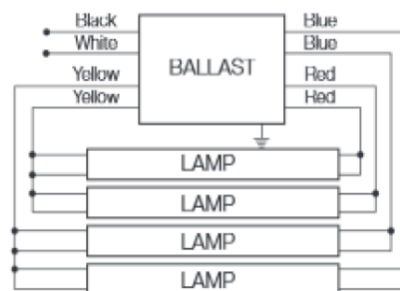 Black Blue
White Blue
BALLAST
Yellow Red
Yellow Red
LAMP
LAMP
LAMP
LAMP